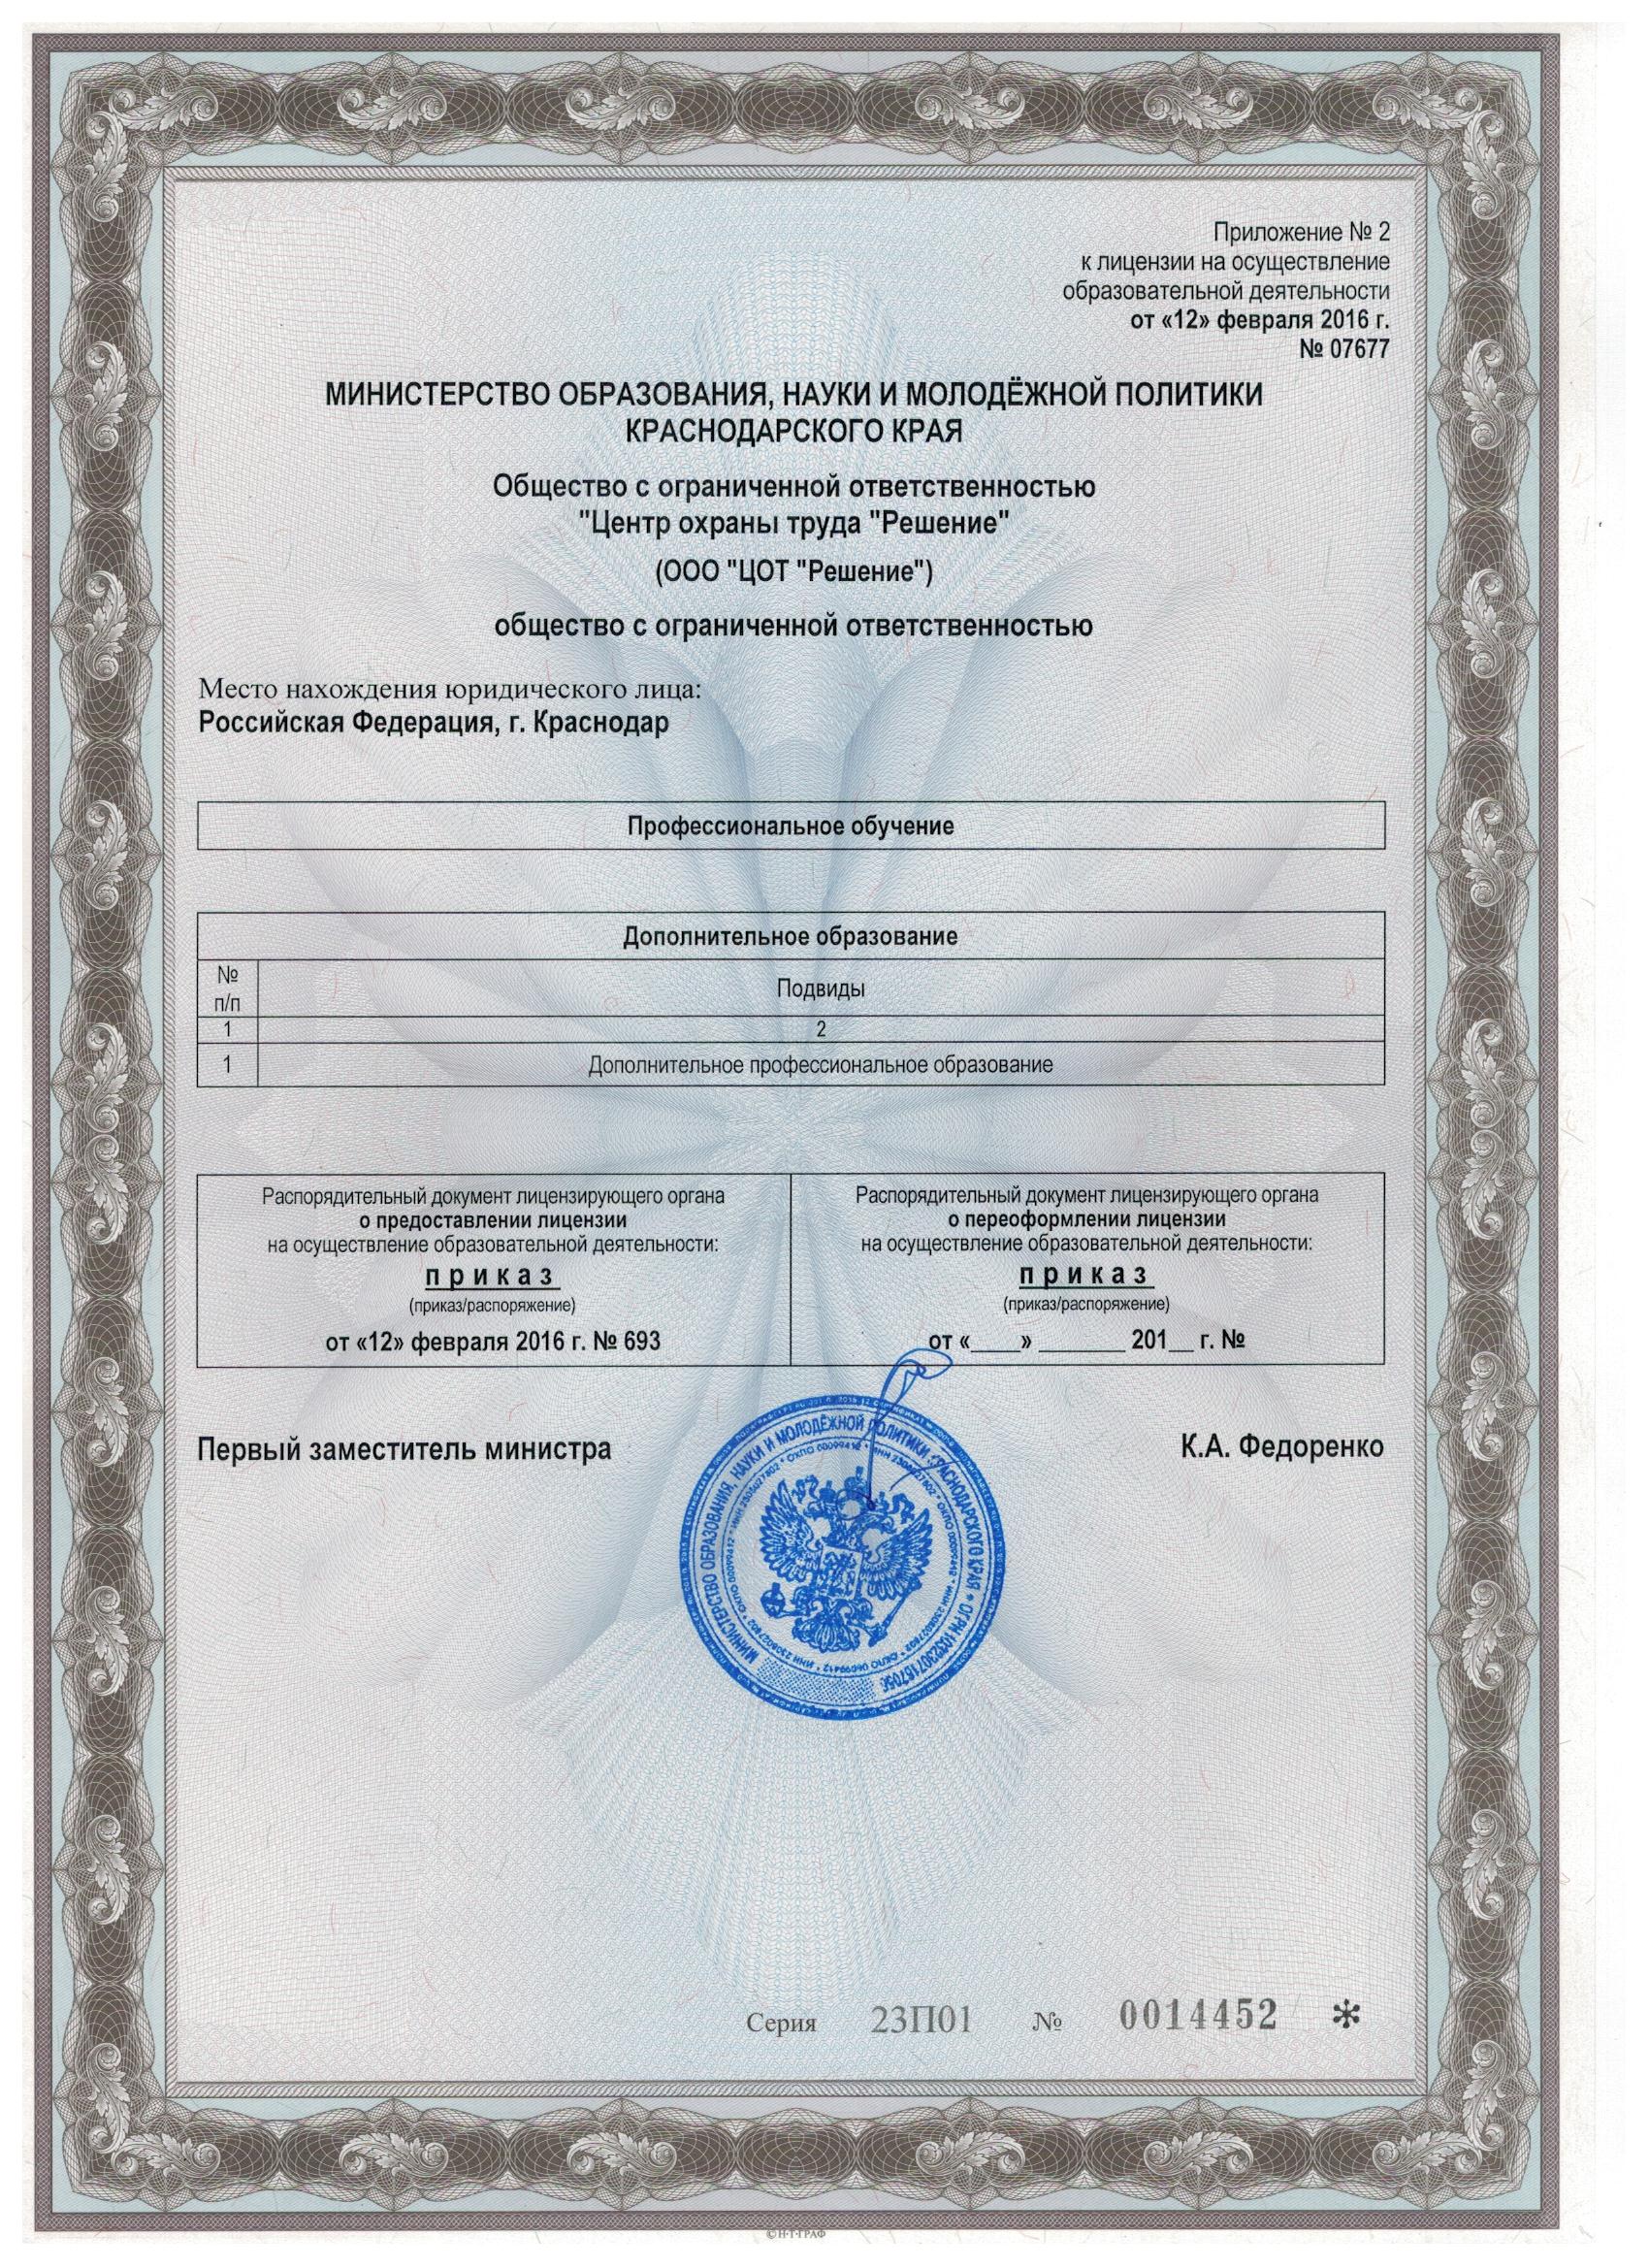 Приложение № 2
к лицензии на осуществление
образовательной деятельности
от «12» февраля 2016 г.
№ 07677
МИНИСТЕРСТВО ОБРАЗОВАНИЯ, НАУКИ И МОЛОДЁЖНОЙ ПОЛИТИКИ
КРАСНОДАРСКОГО КРАЯ
Общество с ограниченной ответственностью
"Центр охраны труда "Решение"
(ООО "ЦОТ "Решение")
общество с ограниченной ответственностью
Место нахождения юридического лица:
Российская Федерация, г. Краснодар
Профессиональное обучение
Дополнительное образование
№
п/п
Подвиды
1 2
1 Дополнительное профессиональное образование
Распорядительный документ лицензирующего органа
о предоставлении лицензии
на осуществление образовательной деятельности:
приказ
(приказ/распоряжение)
от «12» февраля 2016 г. № 693
Распорядительный документ лицензирующего органа
о переоформлении лицензии
на осуществление образовательной деятельности:
приказ
(приказ/распоряжение)
от «____» _______ 201__ г. №
Первый заместитель министра
К.А. Федоренко
МИНИСТЕРСТВО ОБРАЗОВАНИЯ, НАУКИ И МОЛОДЁЖНОЙ ПОЛИТИКИ КРАСНОДАРСКОГО КРАЯ
Серия 23П01 № 0014452 *
© Н-Т-ГРАФ